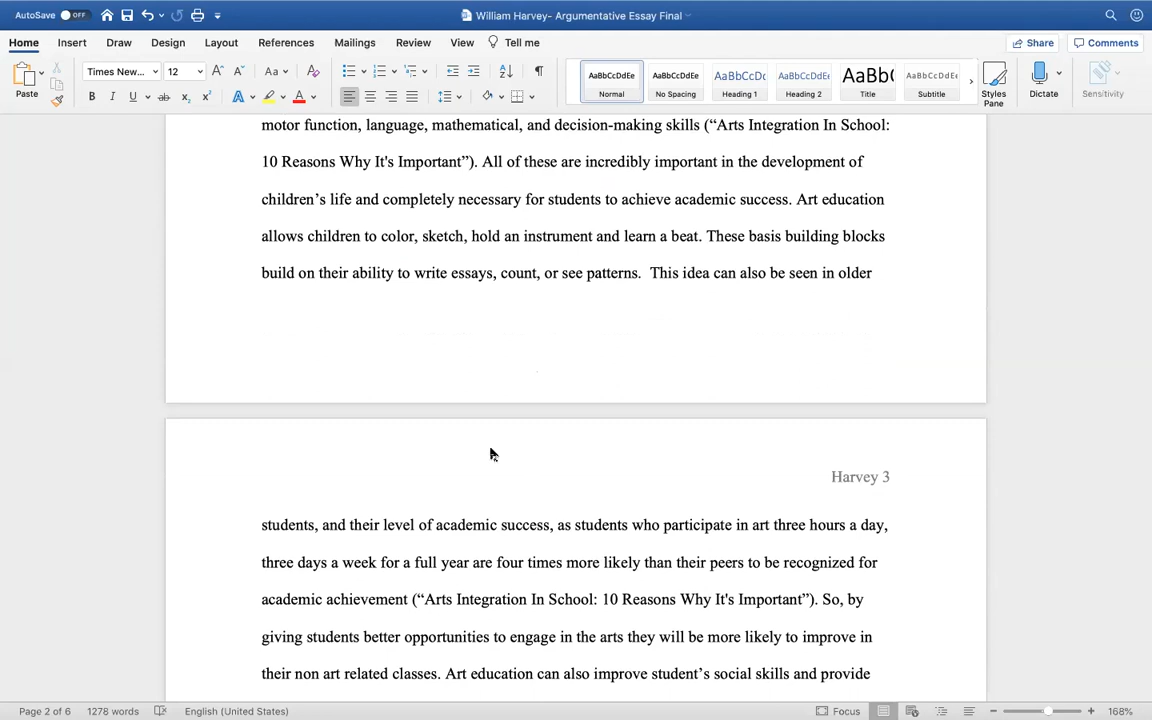 AutoSave OFF William Harvey- Argumentative Essay Final
Home Insert Draw Design Layout References Mailings Review View Tell me Share Comments
Paste Times New... 12 Aa AaBbCcDdEe Normal AaBbCcDdEe No Spacing AaBbCcDc Heading 1 AaBbCcDdEe Heading 2 AaBb( Title AaBbCcDdEe Subtitle Styles Pane Dictate Sensitivity
B I U ab x₂ x² A A
motor function, language, mathematical, and decision-making skills (“Arts Integration In School:
10 Reasons Why It's Important”). All of these are incredibly important in the development of
children’s life and completely necessary for students to achieve academic success. Art education
allows children to color, sketch, hold an instrument and learn a beat. These basis building blocks
build on their ability to write essays, count, or see patterns.  This idea can also be seen in older
Harvey 3
students, and their level of academic success, as students who participate in art three hours a day,
three days a week for a full year are four times more likely than their peers to be recognized for
academic achievement (“Arts Integration In School: 10 Reasons Why It's Important”). So, by
giving students better opportunities to engage in the arts they will be more likely to improve in
their non art related classes. Art education can also improve student’s social skills and provide
Page 2 of 6 1278 words English (United States) Focus 168%